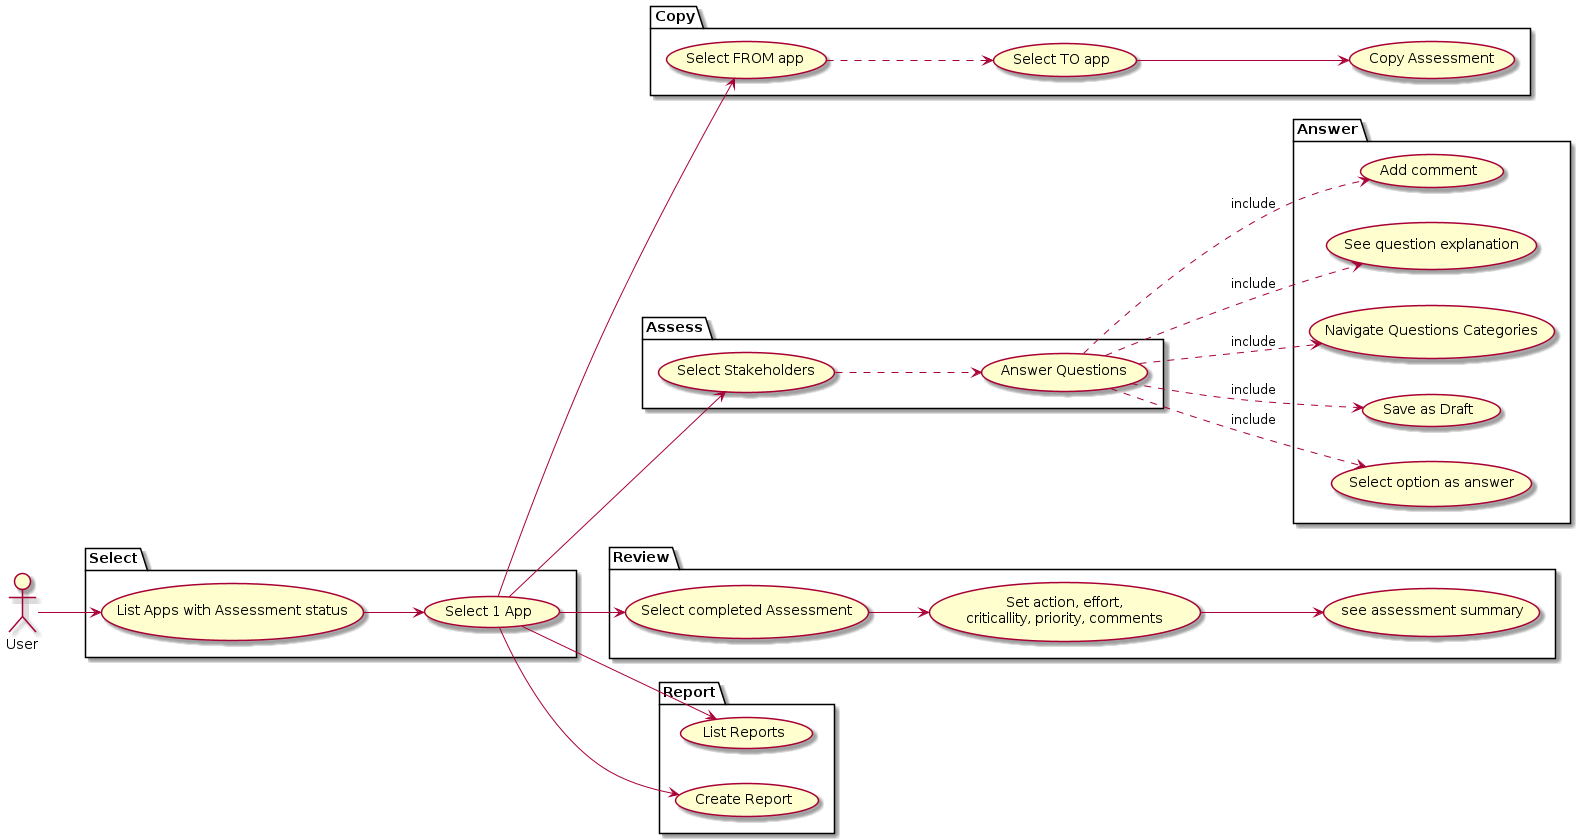 Copy
Select FROM app
Select TO app
Copy Assessment
Answer
Add comment
include
See question explanation
include
Assess
Navigate Questions Categories
include
Select Stakeholders
Answer Questions
include
Save as Draft
include
Select option as answer
Select
Review
List Apps with Assessment status
Select 1 App
Select completed Assessment
Set action, effort,
criticallity, priority, comments
see assessment summary
User
Report
List Reports
Create Report